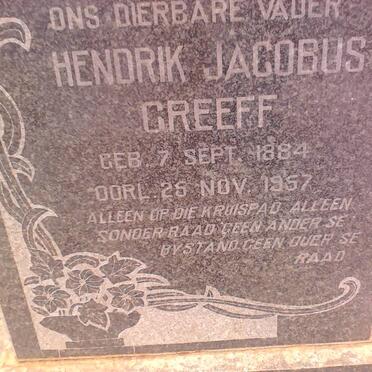 ONS DIERBARE VADER
HENDRIK JACOBUS
GREEFF
GEB. 7 SEPT. 1884
OORL. 25 NOV. 1957
ALLEEN OP DIE KRUISPAD, ALLEEN
SONDER RAAD GEEN ANDER SE
BYSTAND, GEEN OUER SE
RAAD